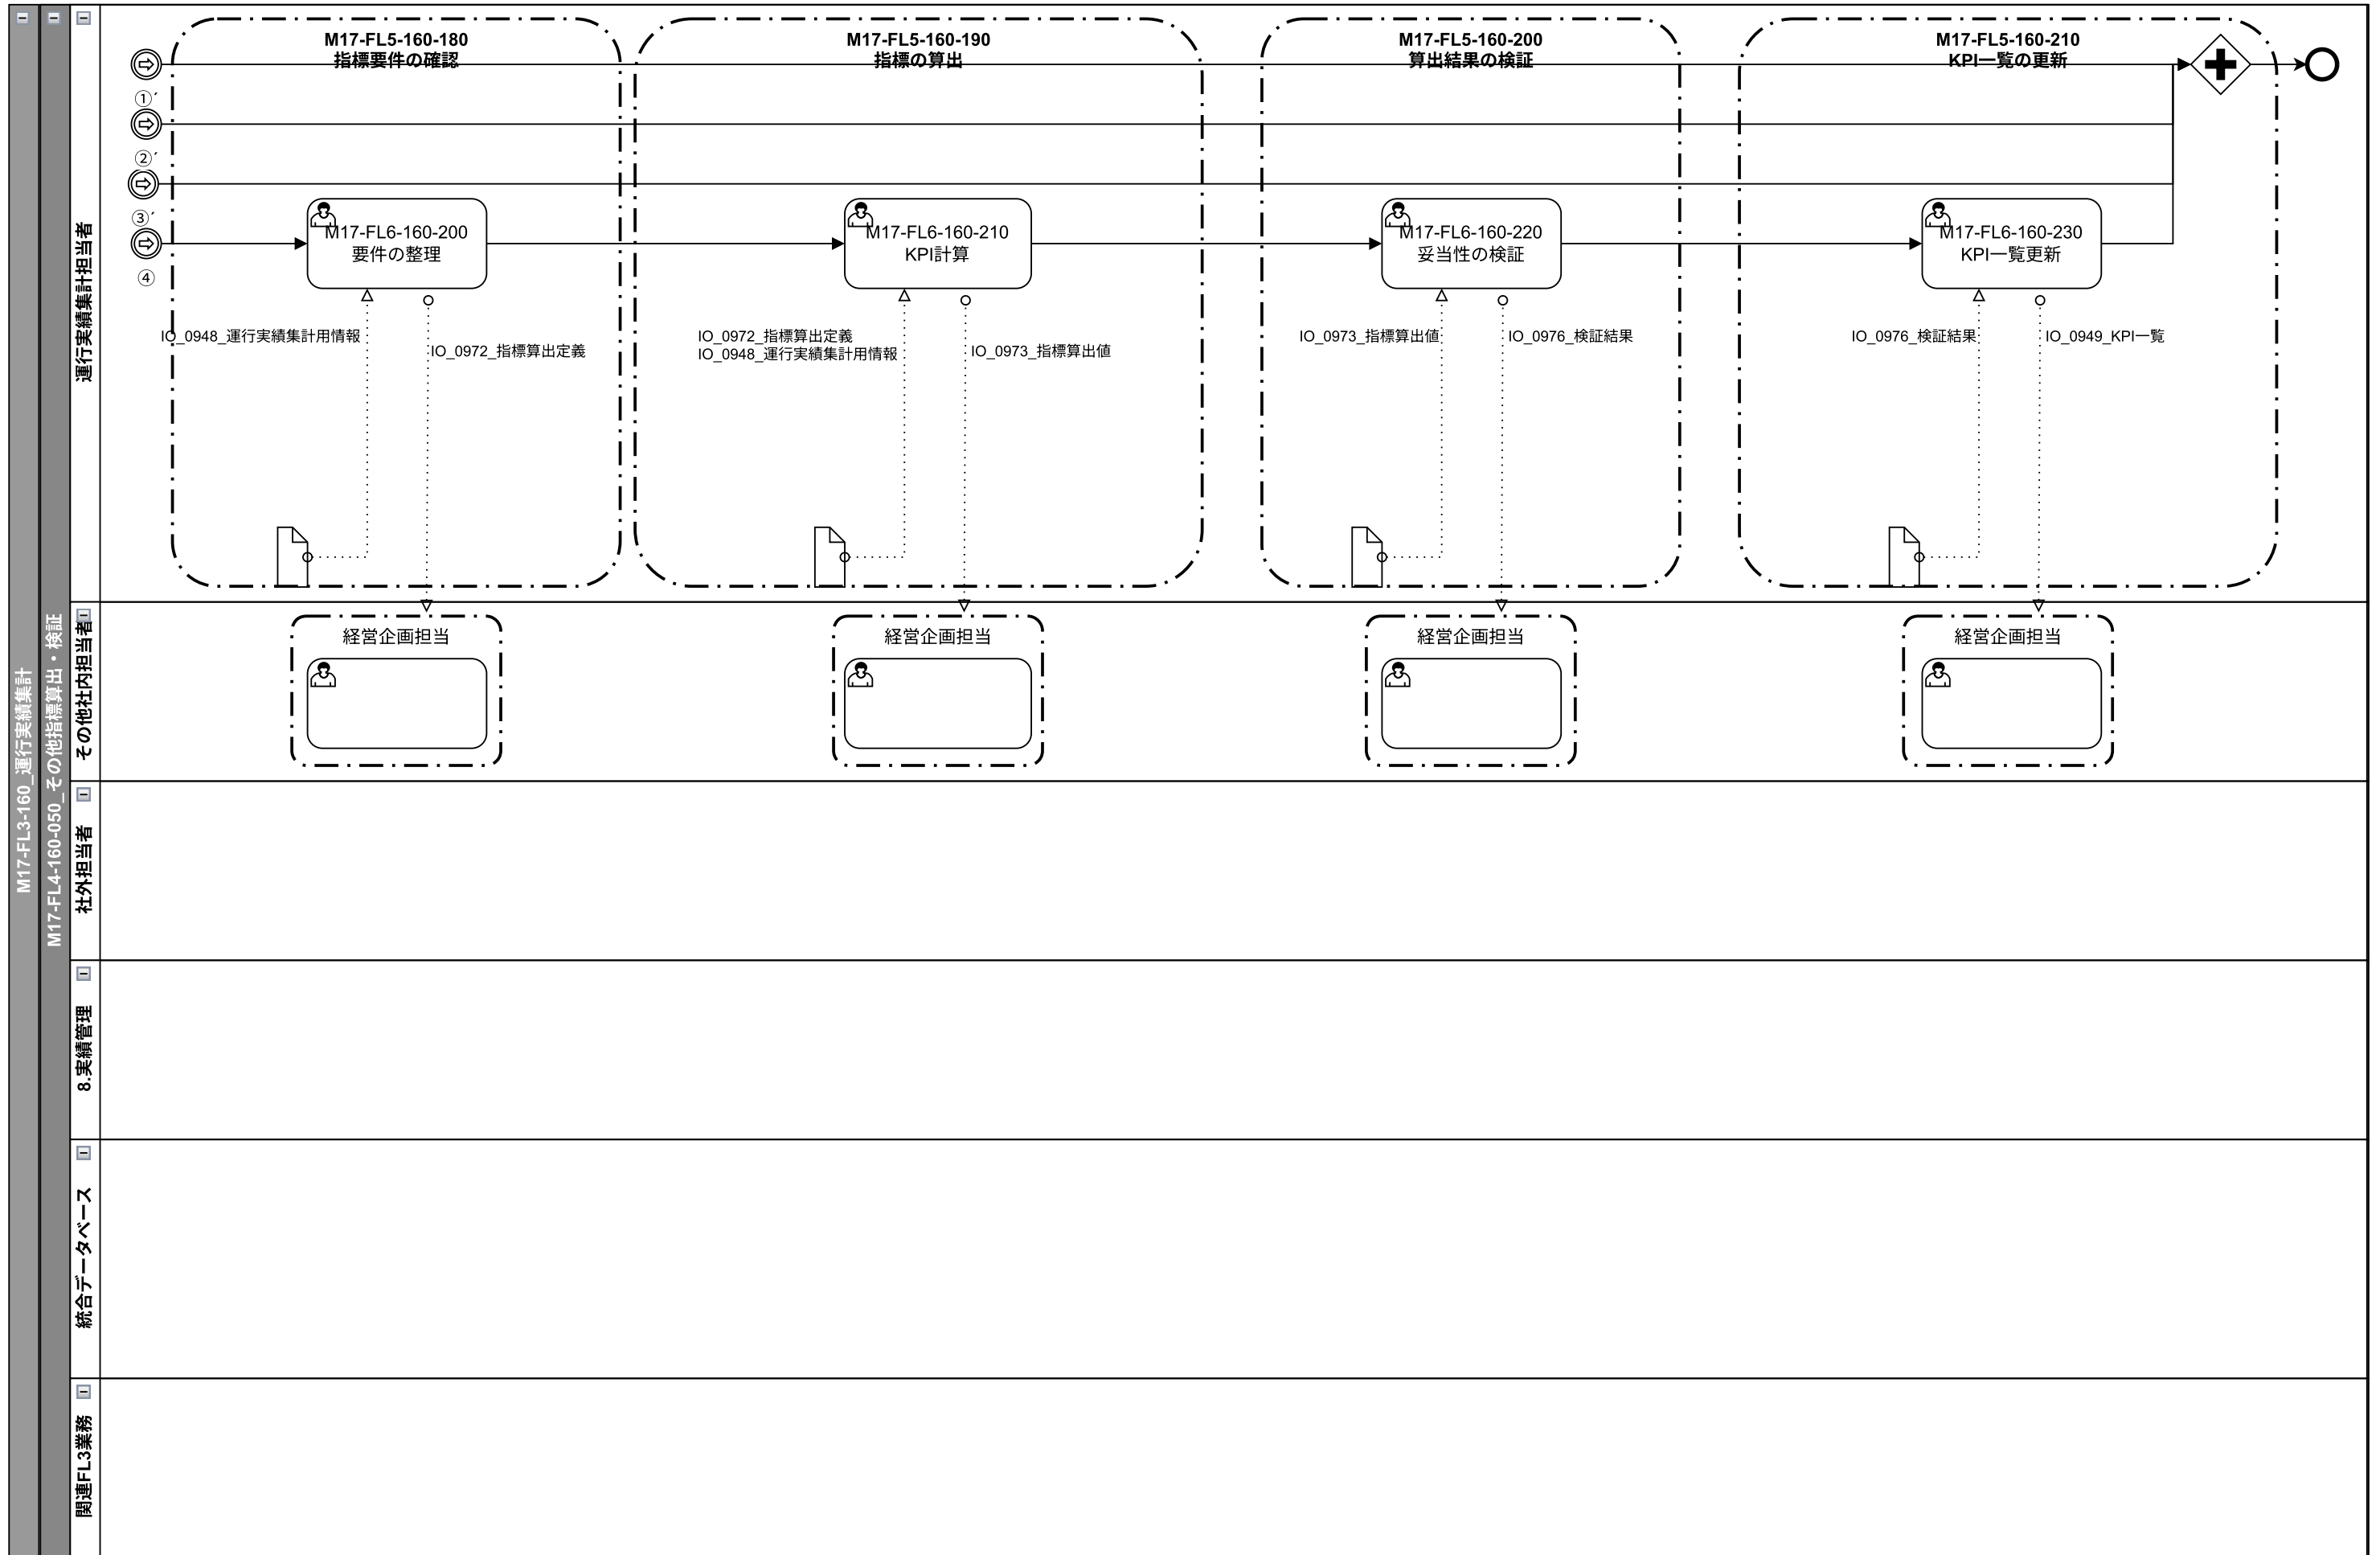 M17-FL3-160_運行実績集計
M17-FL4-160-050_その他指標算出・検証
運行実績集計担当者
M17-FL5-160-180
指標要件の確認
M17-FL5-160-190
指標の算出
M17-FL5-160-200
算出結果の検証
M17-FL5-160-210
KPI一覧の更新
①´
②´
③´
④
M17-FL6-160-200
要件の整理
M17-FL6-160-210
KPI計算
M17-FL6-160-220
妥当性の検証
M17-FL6-160-230
KPI一覧更新
IO_0948_運行実績集計用情報
IO_0972_指標算出定義
IO_0972_指標算出定義
IO_0948_運行実績集計用情報
IO_0973_指標算出値
IO_0973_指標算出値
IO_0976_検証結果
IO_0976_検証結果
IO_0949_KPI一覧
その他社内担当者
経営企画担当
経営企画担当
経営企画担当
経営企画担当
社外担当者
8.実績管理
統合データベース
関連FL3業務